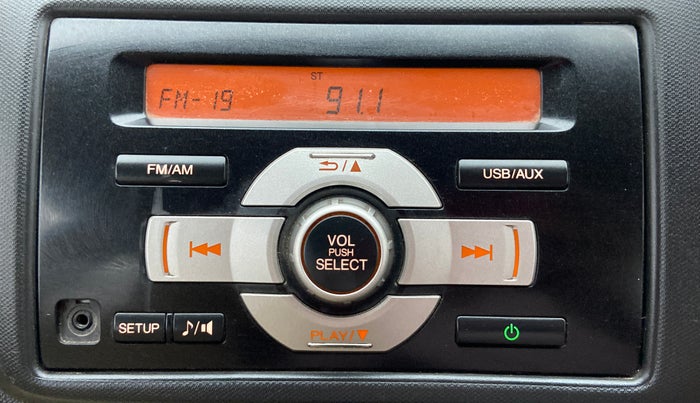 ST
FM-19 91.1
FM/AM
USB/AUX
VOL
PUSH
SELECT
SETUP
PLAY/